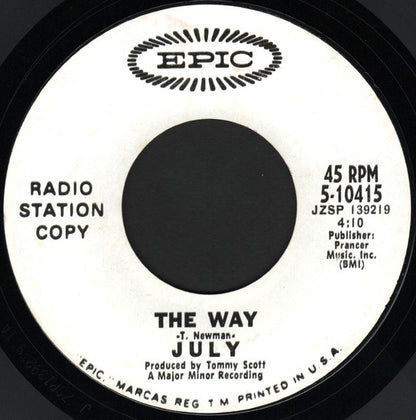 EPIC
RADIO
STATION
COPY
45 RPM
5-10415
JZSP 139219
4:10
Publisher:
Prancer
Music. Inc.
(BMI)
THE WAY
-T. Newman-
JULY
Produced by Tommy Scott
A Major Minor Recording
"EPIC," MARCAS REG T M PRINTED IN U.S.A.